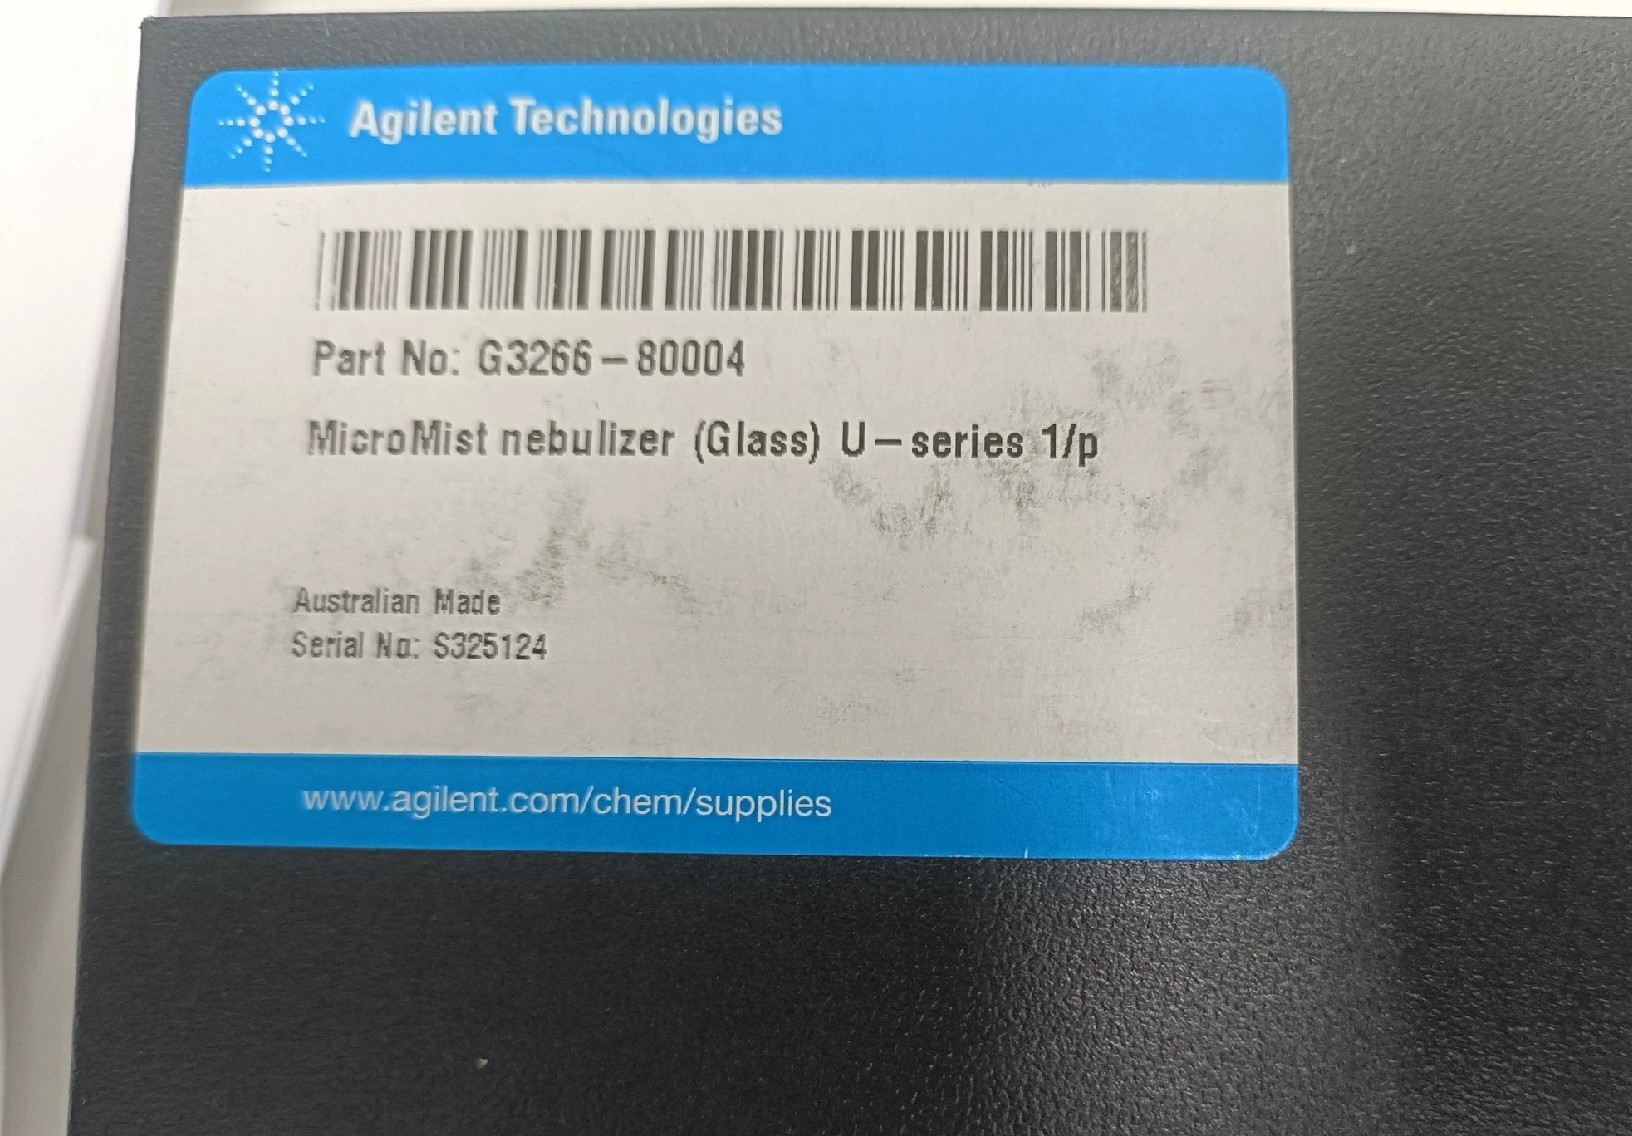 Agilent Technologies
Part No: G3266-80004
MicroMist nebulizer (Glass) U-series 1/p
Australian Made
Serial No: S325124
www.agilent.com/chem/supplies